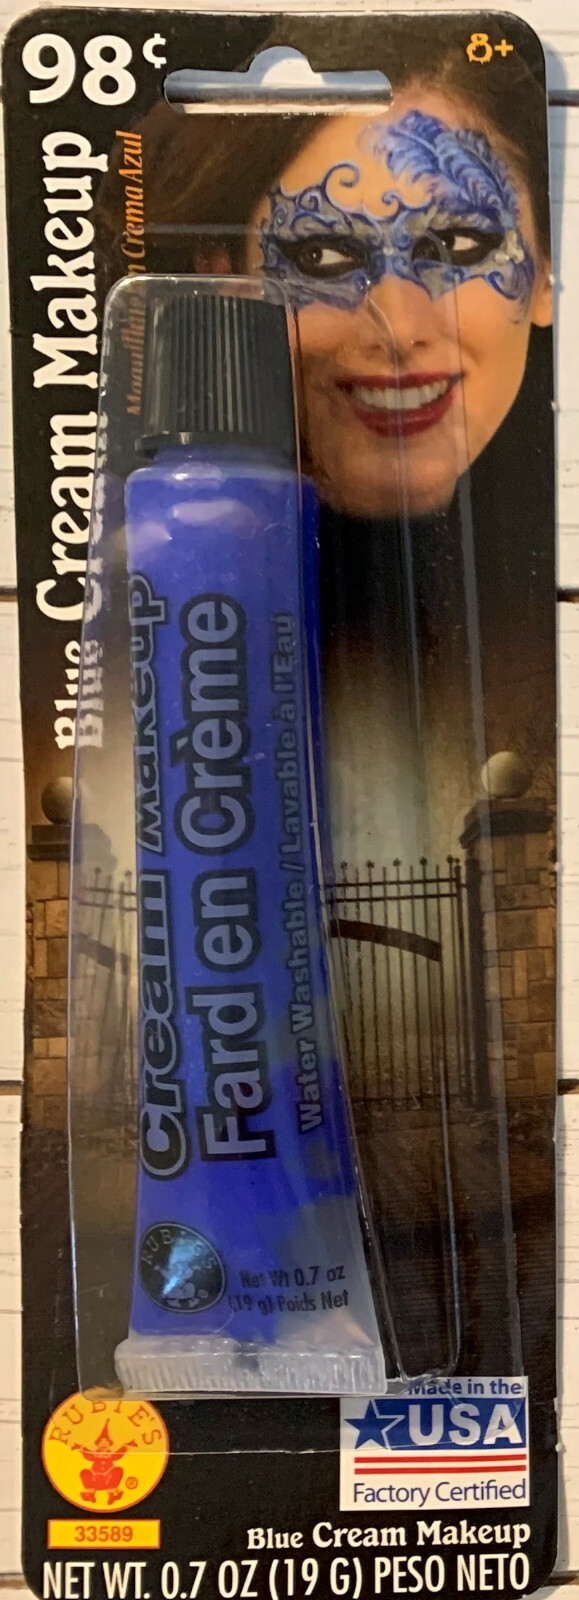 98¢
8+
Blue Cream Makeup
Crema Azul
Cream Makeup
Fard en Crème
Water Washable / Lavable à l'Eau
RUBIE'S
Net Wt 0.7 oz
(19 g) Poids Net
RUBIE'S
®
33589
Made in the
USA
Factory Certified
Blue Cream Makeup
NET WT. 0.7 OZ (19 G) PESO NETO